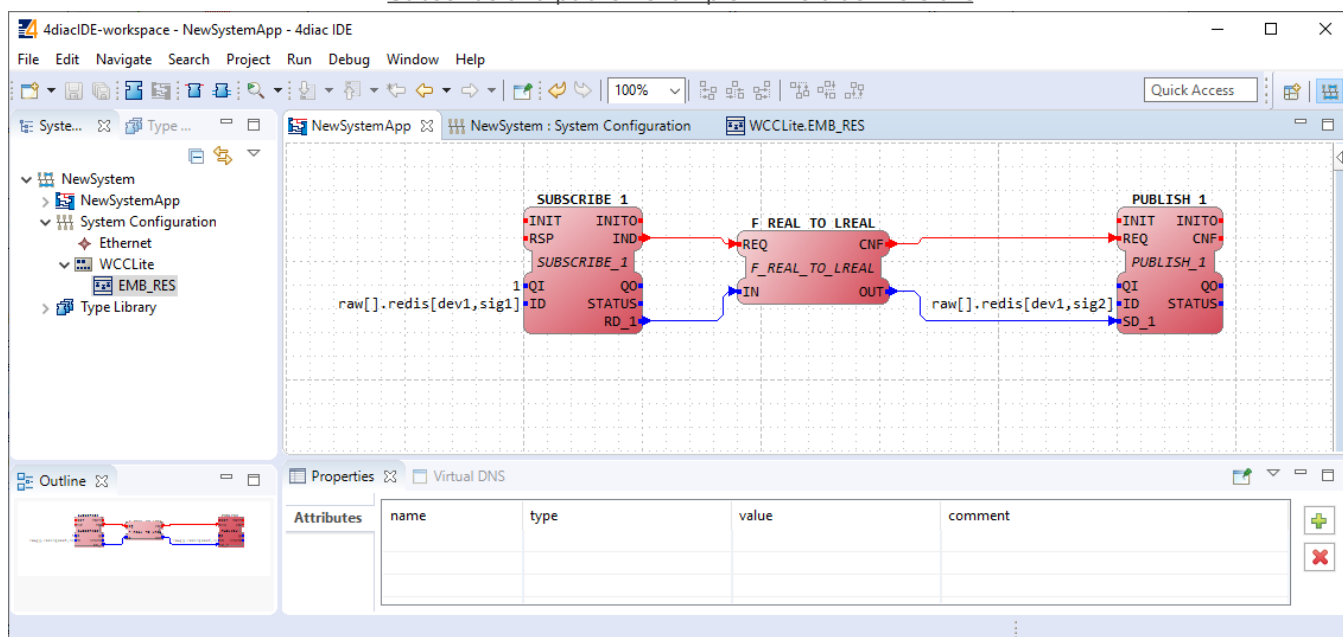 4diacIDE-workspace - NewSystemApp - 4diac IDE
File Edit Navigate Search Project Run Debug Window Help
100%
Quick Access
Syste...
Type ...
NewSystemApp
NewSystem : System Configuration
WCCLite.EMB_RES
NewSystem
NewSystemApp
System Configuration
Ethernet
WCCLite
EMB_RES
Type Library
SUBSCRIBE_1
INIT INITO
RSP IND
SUBSCRIBE_1
1 QI QO
raw[].redis[dev1,sig1] ID STATUS
RD_1
F_REAL_TO_LREAL
REQ CNF
F_REAL_TO_LREAL
IN OUT
PUBLISH_1
INIT INITO
REQ CNF
PUBLISH_1
QI QO
raw[].redis[dev1,sig2] ID STATUS
SD_1
Outline
Properties
Virtual DNS
Attributes
name type value comment